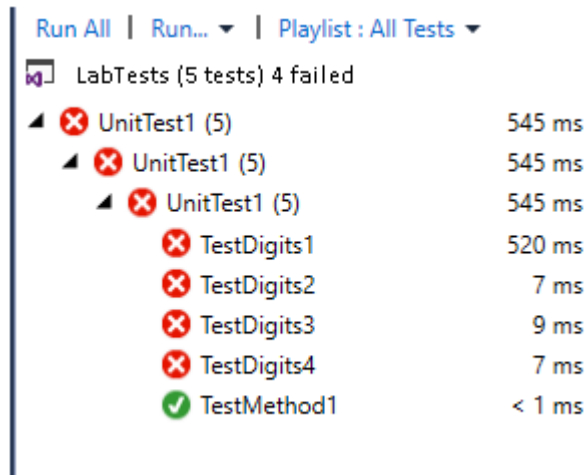 Run All | Run... | Playlist : All Tests
LabTests (5 tests) 4 failed
UnitTest1 (5) 545 ms
UnitTest1 (5) 545 ms
UnitTest1 (5) 545 ms
TestDigits1 520 ms
TestDigits2 7 ms
TestDigits3 9 ms
TestDigits4 7 ms
TestMethod1 < 1 ms